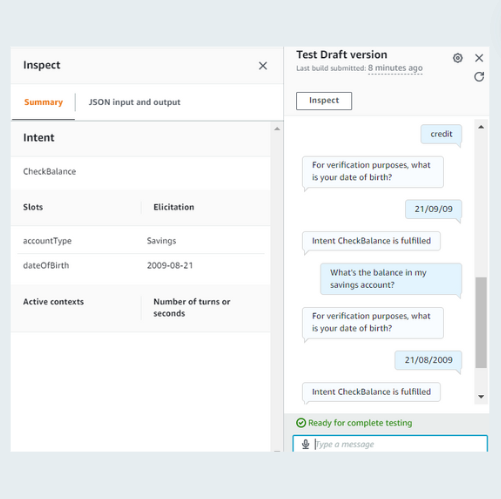 Inspect
Summary
JSON input and output
Intent
CheckBalance
Slots
Elicitation
accountType
Savings
dateOfBirth
2009-08-21
Active contexts
Number of turns or
seconds
Test Draft version
Last build submitted: 8 minutes ago
Inspect
credit
For verification purposes, what
is your date of birth?
21/09/09
Intent CheckBalance is fulfilled
What's the balance in my
savings account?
For verification purposes, what
is your date of birth?
21/08/2009
Intent CheckBalance is fulfilled
Ready for complete testing
Type a message